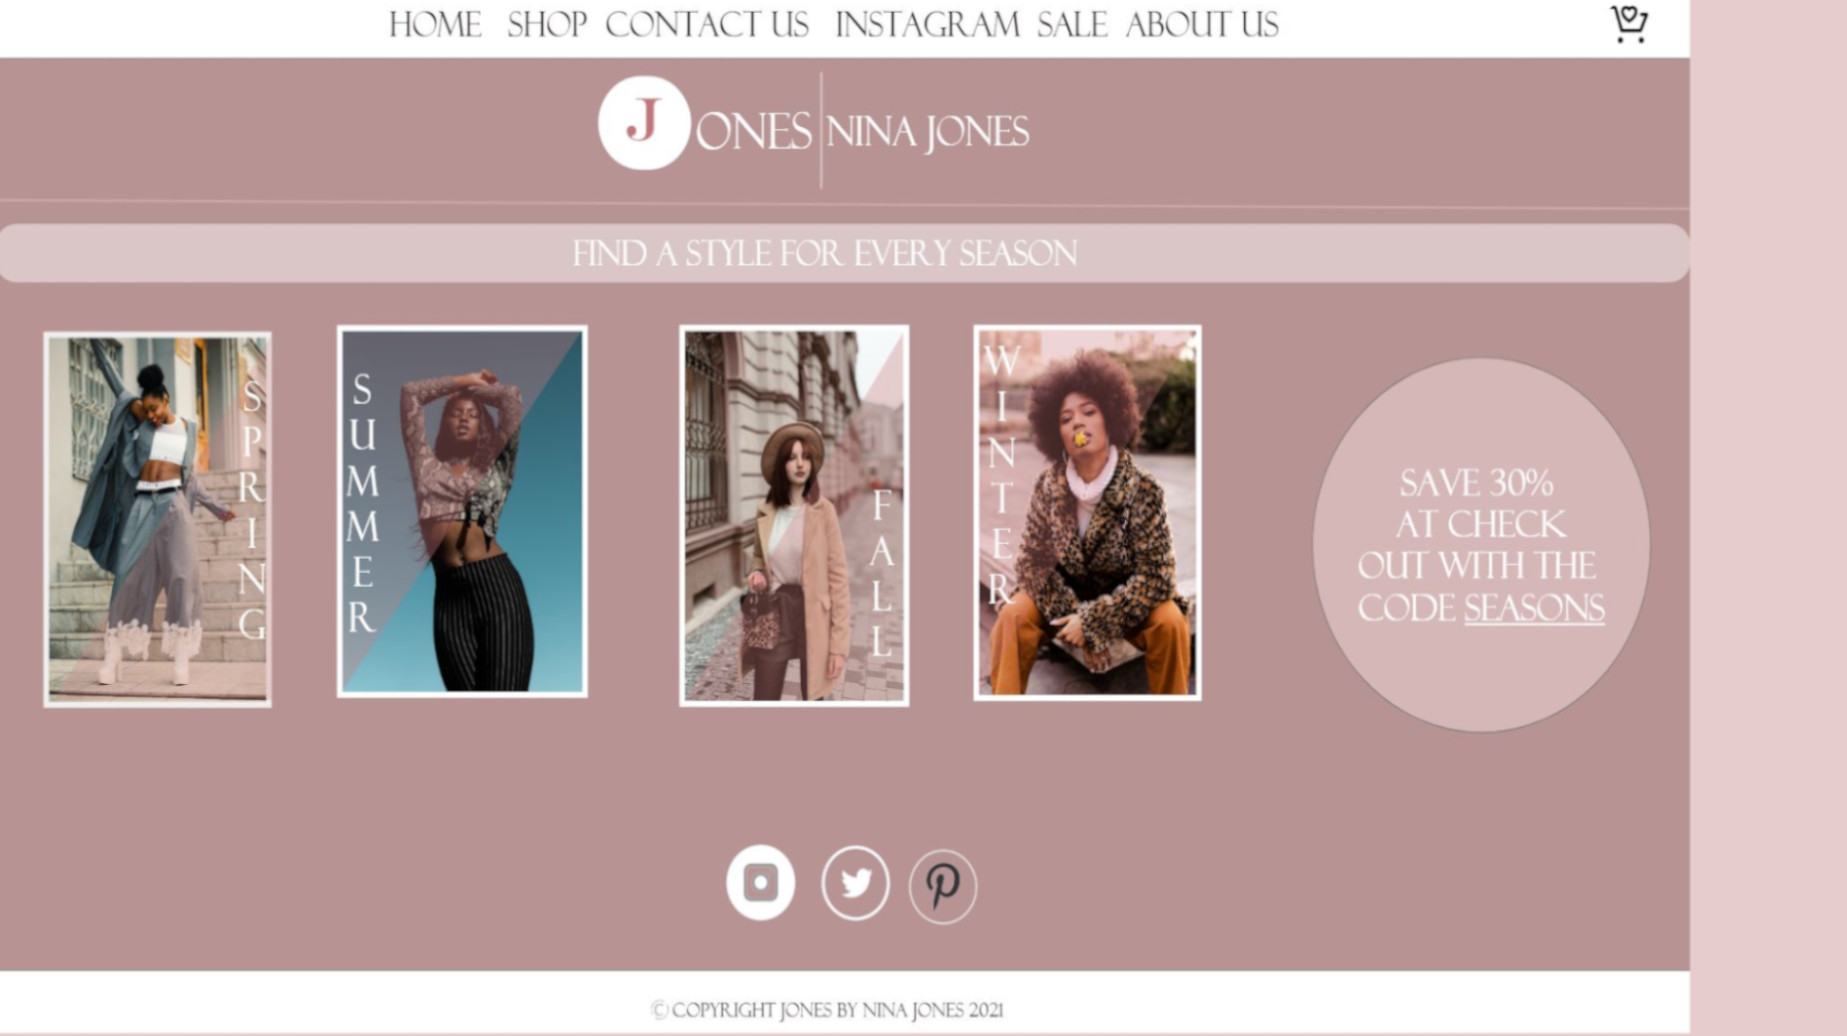 HOME SHOP CONTACT US INSTAGRAM SALE ABOUT US
JONES NINA JONES
FIND A STYLE FOR EVERY SEASON
SPRING
SUMMER
FALL
WINTER
SAVE 30%
AT CHECK
OUT WITH THE
CODE SEASONS
© COPYRIGHT JONES BY NINA JONES 2021